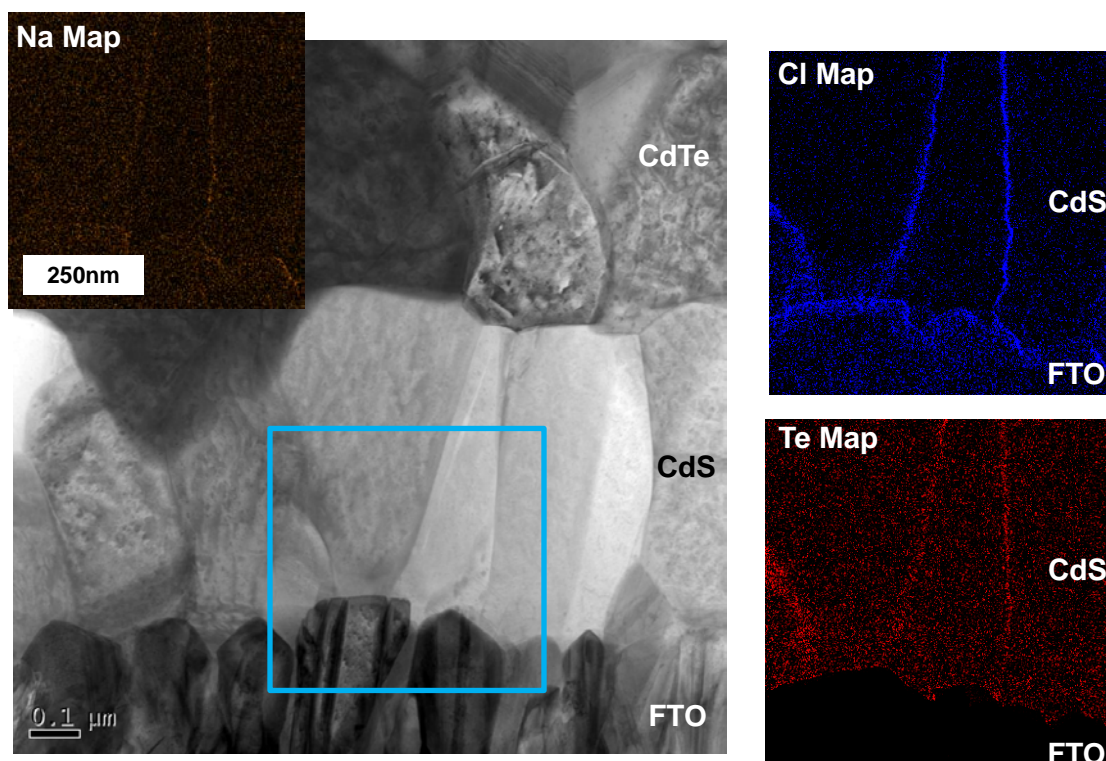 Na Map
250nm
CdTe
CdS
FTO
0.1 µm
Cl Map
CdS
FTO
Te Map
CdS
FTO